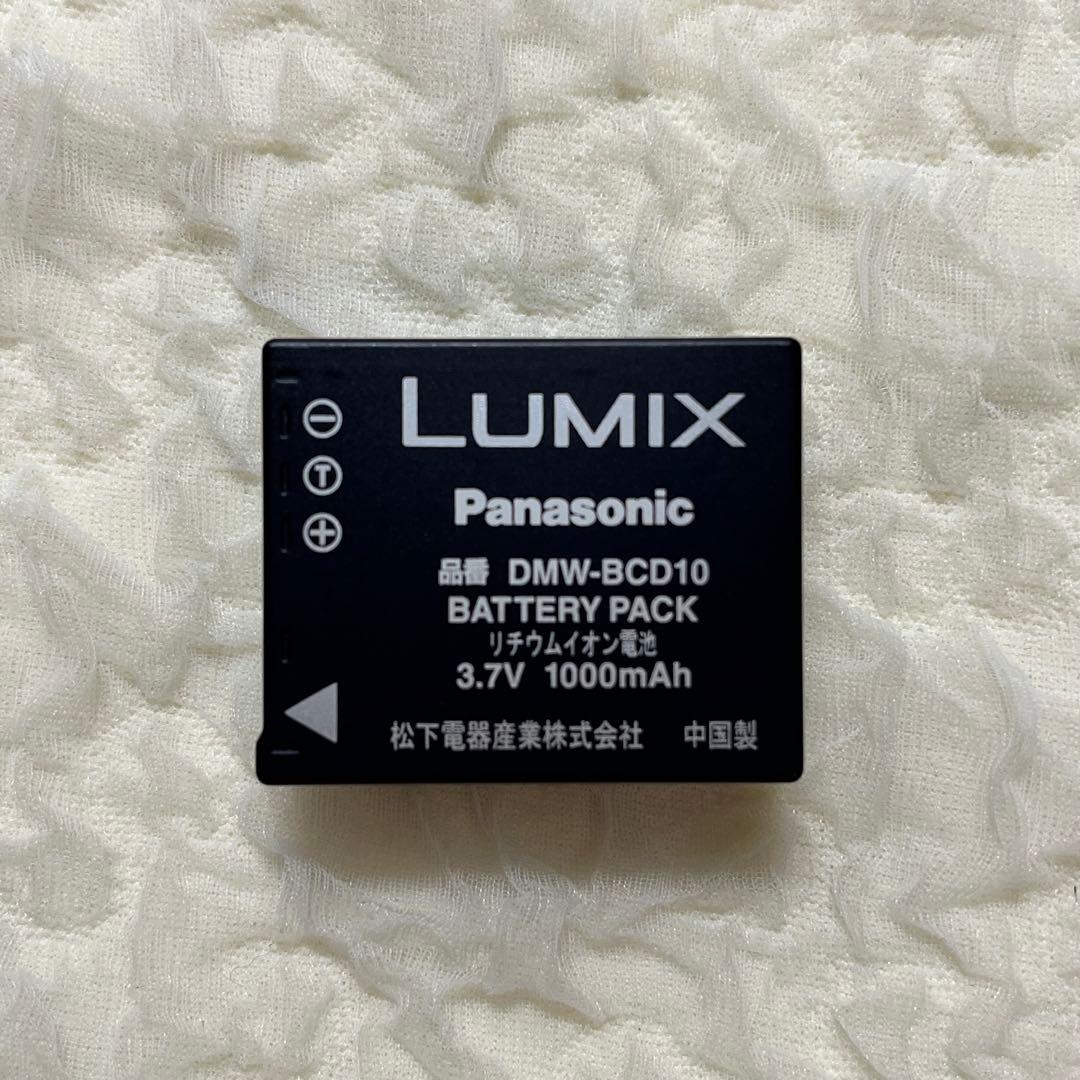 LUMIX
Panasonic
品番 DMW-BCD10
BATTERY PACK
リチウムイオン電池
3.7V 1000mAh
松下電器産業株式会社 中国製
⊖
T
⊕